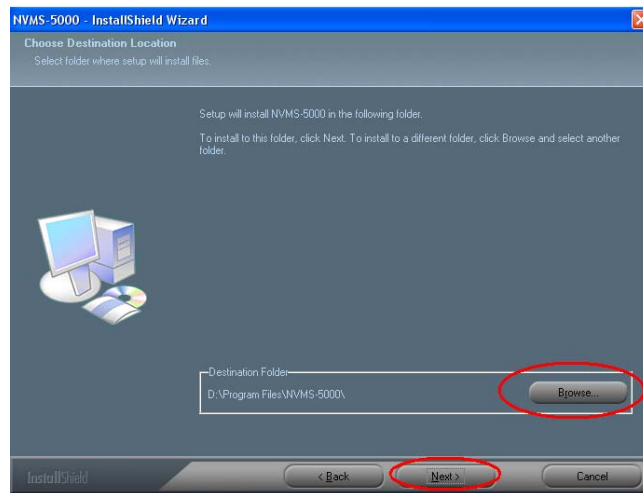 NVMS-5000 - InstallShield Wizard
Choose Destination Location
Select folder where setup will install files.
Setup will install NVMS-5000 in the following folder.
To install to this folder, click Next. To install to a different folder, click Browse and select another
folder.
Destination Folder
D:\Program Files\NVMS-5000\
Browse...
InstallShield
< Back
Next >
Cancel